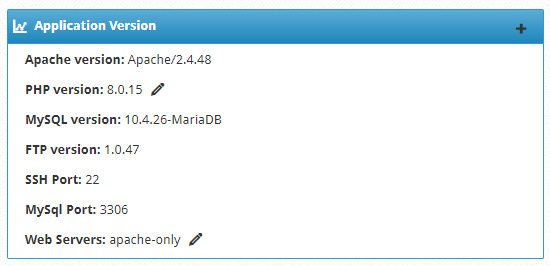 Application Version
Apache version: Apache/2.4.48
PHP version: 8.0.15
MySQL version: 10.4.26-MariaDB
FTP version: 1.0.47
SSH Port: 22
MySql Port: 3306
Web Servers: apache-only